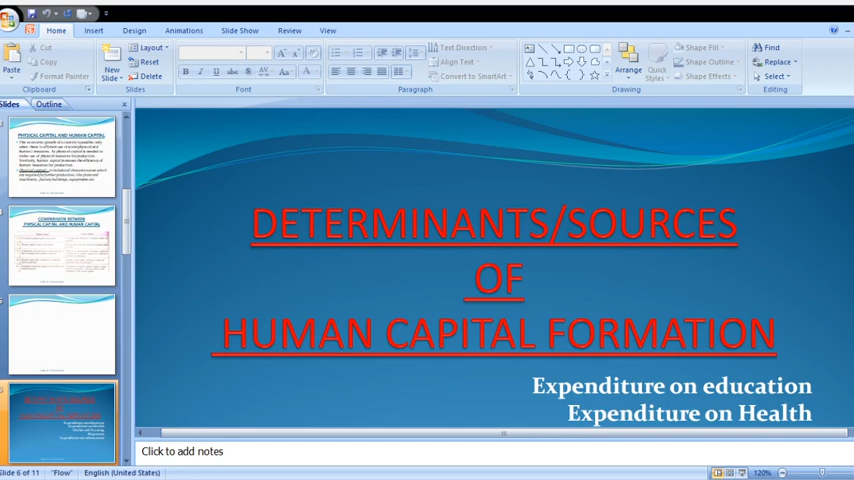 Home Insert Design Animations Slide Show Review View
Cut
Copy
Format Painter
Paste
Clipboard
New
Slide
Layout
Reset
Delete
Slides
B I U abc S AV Aa A
Font
Paragraph
Text Direction
Align Text
Convert to SmartArt
Arrange
Quick
Styles
Shape Fill
Shape Outline
Shape Effects
Drawing
Find
Replace
Select
Editing
Slides Outline
PHYSICAL CAPITAL AND HUMAN CAPITAL
COMPARISON BETWEEN
PHYSICAL CAPITAL AND HUMAN CAPITAL
DETERMINANTS/SOURCES
OF
HUMAN CAPITAL FORMATION
Expenditure on education
Expenditure on Health
Click to add notes
Slide 6 of 11 "Flow" English (United States) 120%